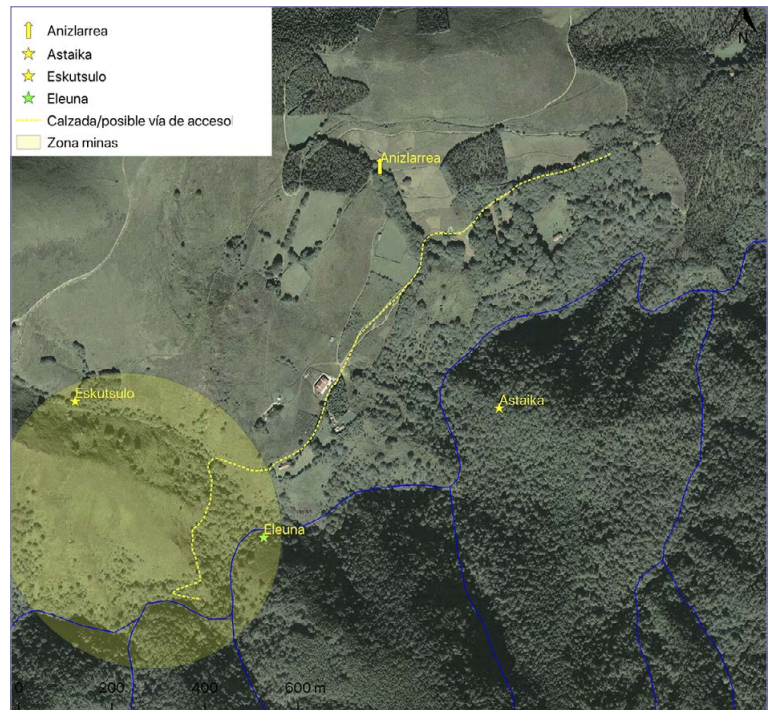 Anizlarrea
Astaika
Eskutsulo
Eleuna
Calzada/posible vía de acceso
Zona minas
N
Anizlarrea
Eskutsulo
Astaika
Eleuna
0 200 400 600 m